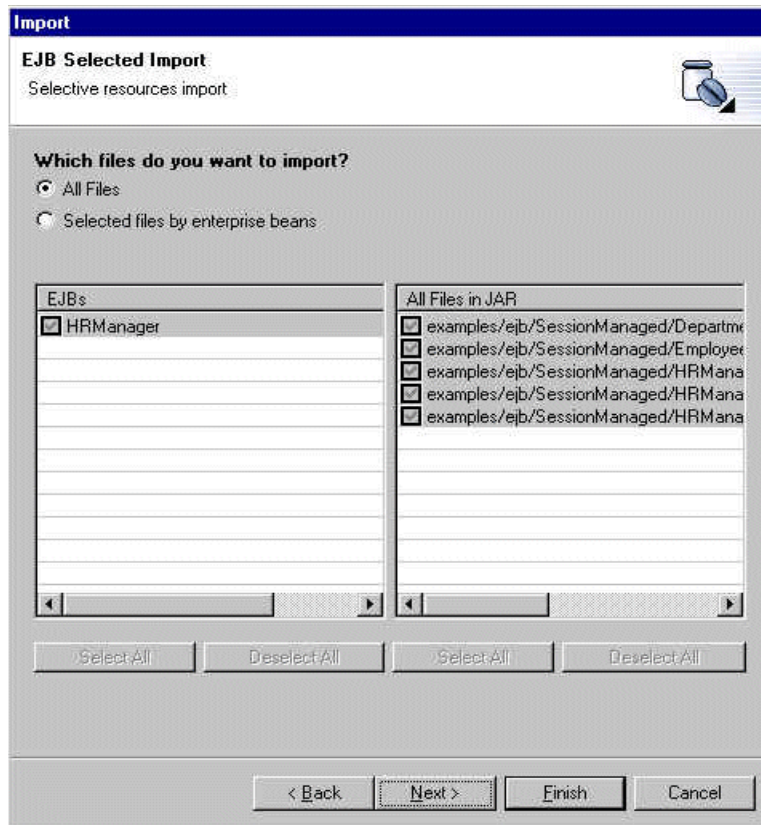 Import
EJB Selected Import
Selective resources import
Which files do you want to import?
All Files
Selected files by enterprise beans
EJBs
HRManager
All Files in JAR
examples/ejb/SessionManaged/Departme
examples/ejb/SessionManaged/Employee
examples/ejb/SessionManaged/HRMana
examples/ejb/SessionManaged/HRMana
examples/ejb/SessionManaged/HRMana
Select All Deselect All Select All Deselect All
< Back Next > Finish Cancel